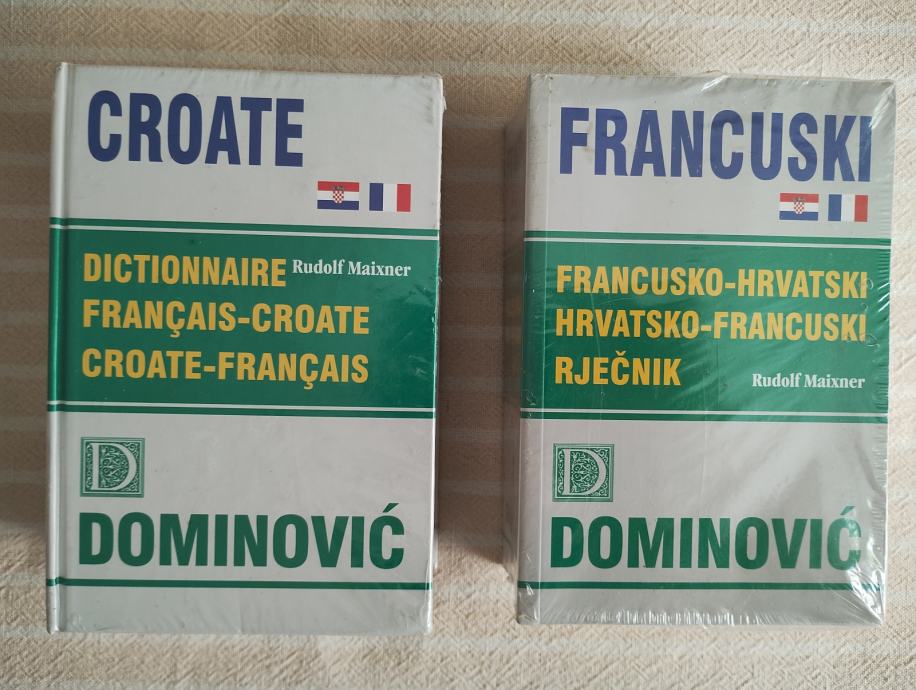 CROATE
DICTIONNAIRE Rudolf Maixner
FRANÇAIS-CROATE
CROATE-FRANÇAIS
D
DOMINOVIĆ
FRANCUSKI
FRANCUSKO-HRVATSKI
HRVATSKO-FRANCUSKI
RJEČNIK Rudolf Maixner
D
DOMINOVIĆ